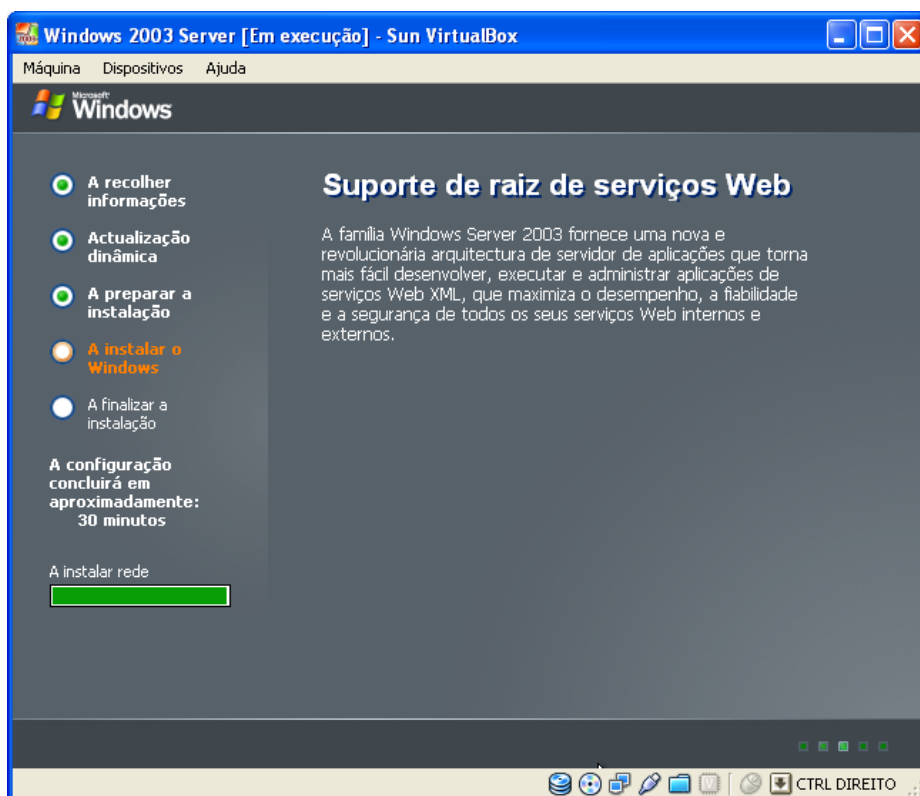 Windows 2003 Server [Em execução] - Sun VirtualBox
Máquina Dispositivos Ajuda
Microsoft
Windows
A recolher
informações
Actualização
dinâmica
A preparar a
instalação
A instalar o
Windows
A finalizar a
instalação
A configuração
concluirá em
aproximadamente:
30 minutos
A instalar rede
Suporte de raiz de serviços Web
A família Windows Server 2003 fornece uma nova e
revolucionária arquitectura de servidor de aplicações que torna
mais fácil desenvolver, executar e administrar aplicações de
serviços Web XML, que maximiza o desempenho, a fiabilidade
e a segurança de todos os seus serviços Web internos e
externos.
CTRL DIREITO